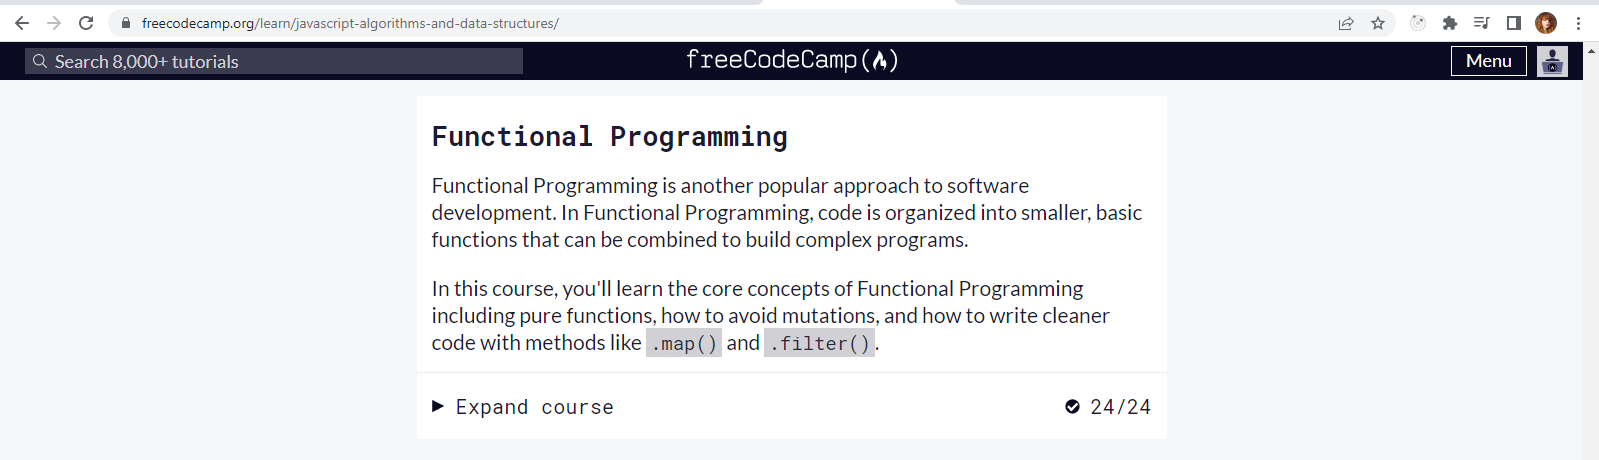 freecodecamp.org/learn/javascript-algorithms-and-data-structures/
Search 8,000+ tutorials
freeCodeCamp(🔥)
Menu
Functional Programming
Functional Programming is another popular approach to software
development. In Functional Programming, code is organized into smaller, basic
functions that can be combined to build complex programs.
In this course, you'll learn the core concepts of Functional Programming
including pure functions, how to avoid mutations, and how to write cleaner
code with methods like .map() and .filter().
Expand course
24/24